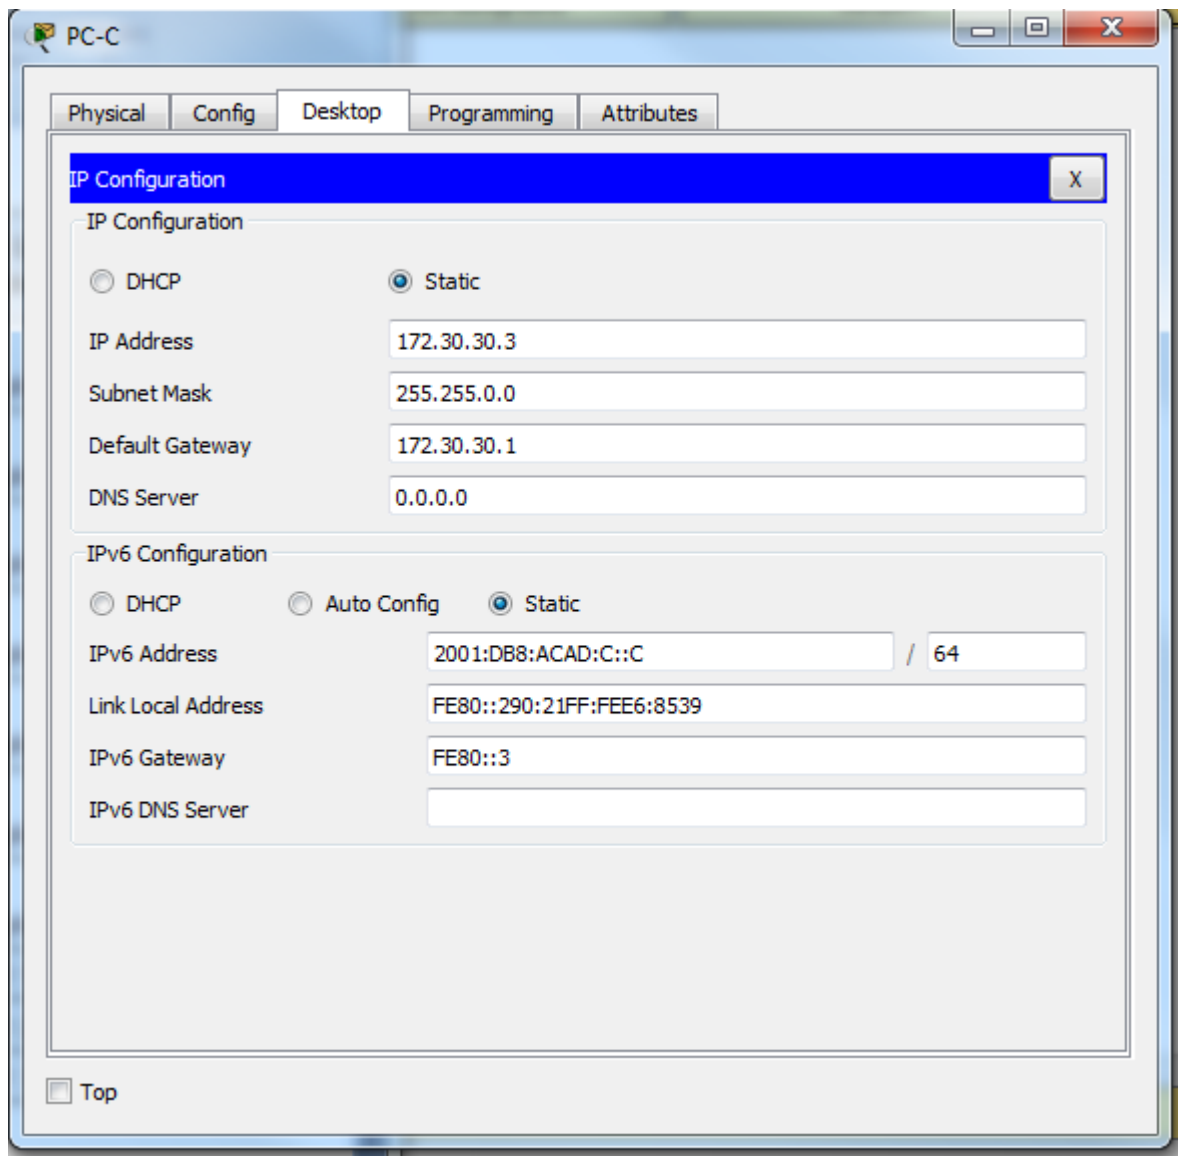 PC-C
Physical Config Desktop Programming Attributes
IP Configuration X
IP Configuration
DHCP Static
IP Address 172.30.30.3
Subnet Mask 255.255.0.0
Default Gateway 172.30.30.1
DNS Server 0.0.0.0
IPv6 Configuration
DHCP Auto Config Static
IPv6 Address 2001:DB8:ACAD:C::C / 64
Link Local Address FE80::290:21FF:FEE6:8539
IPv6 Gateway FE80::3
IPv6 DNS Server
Top